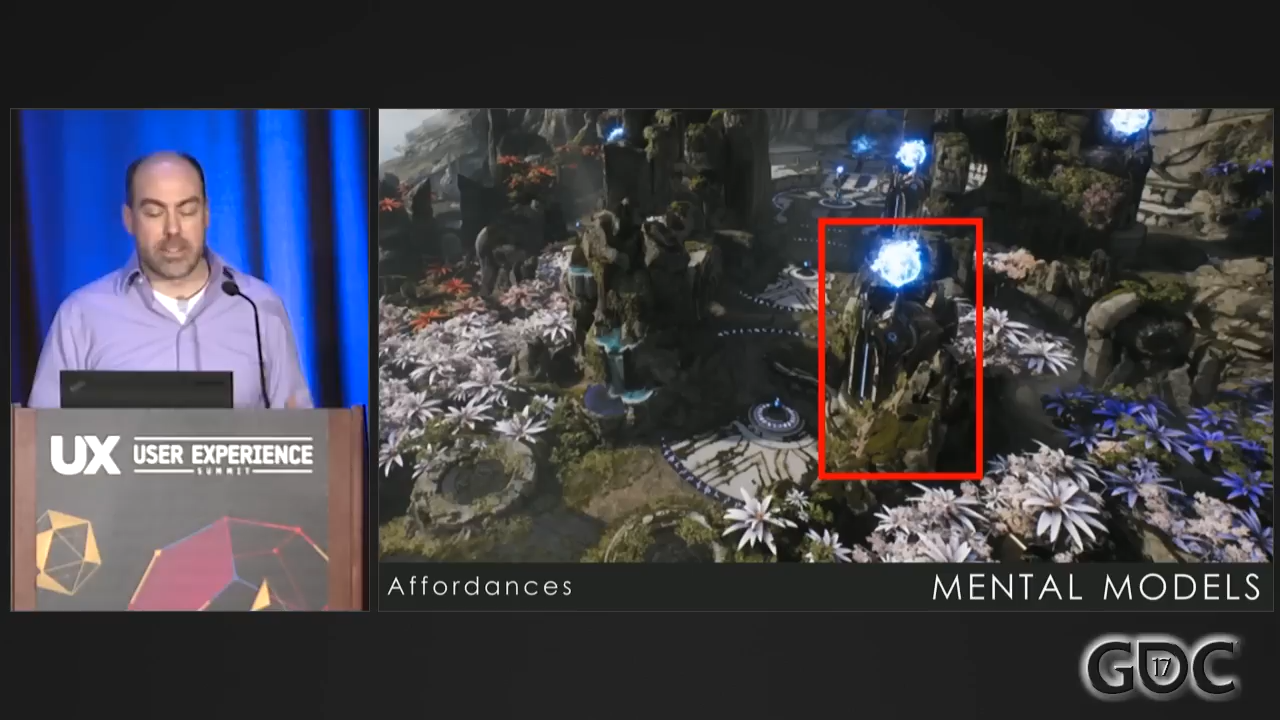 UX USER EXPERIENCE
SUMMIT
Affordances
MENTAL MODELS
GDC
17